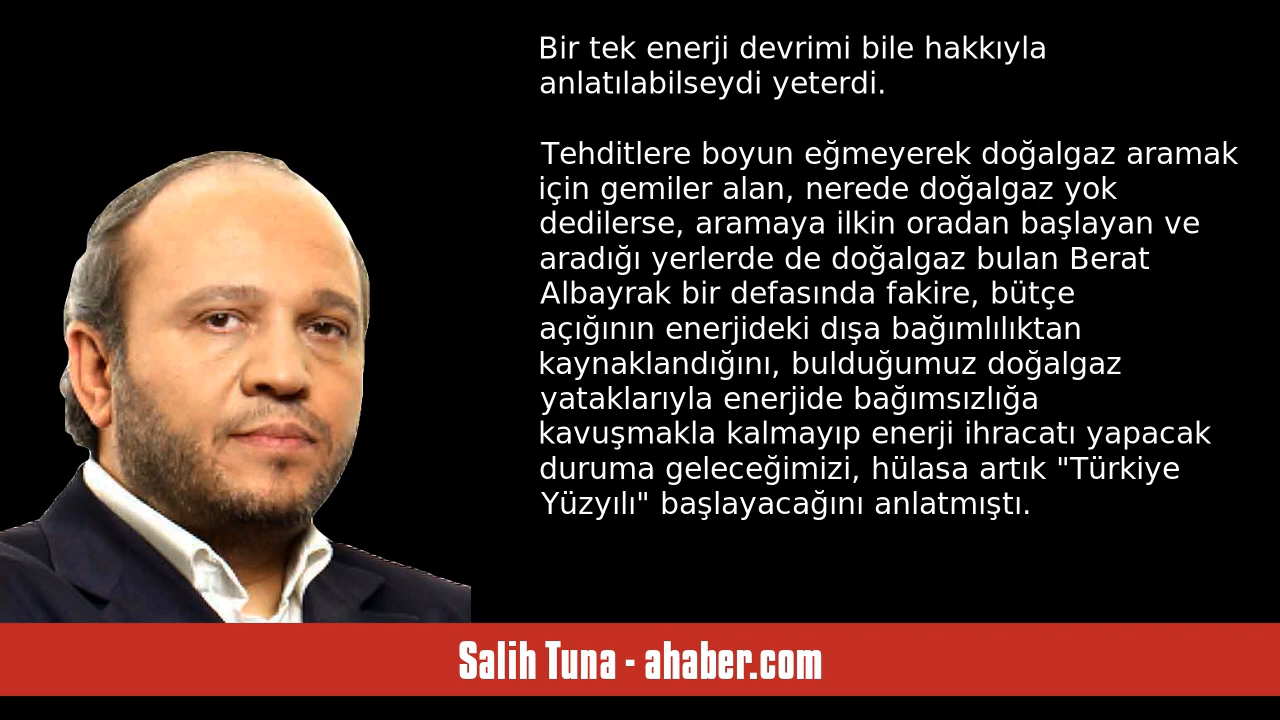 Bir tek enerji devrimi bile hakkıyla
anlatılabilseydi yeterdi.
Tehditlere boyun eğmeyerek doğalgaz aramak
için gemiler alan, nerede doğalgaz yok
dedilerse, aramaya ilkin oradan başlayan ve
aradığı yerlerde de doğalgaz bulan Berat
Albayrak bir defasında fakire, bütçe
açığının enerjideki dışa bağımlılıktan
kaynaklandığını, bulduğumuz doğalgaz
yataklarıyla enerjide bağımsızlığa
kavuşmakla kalmayıp enerji ihracatı yapacak
duruma geleceğimizi, hülasa artık "Türkiye
Yüzyılı" başlayacağını anlatmıştı.
Salih Tuna - ahaber.com